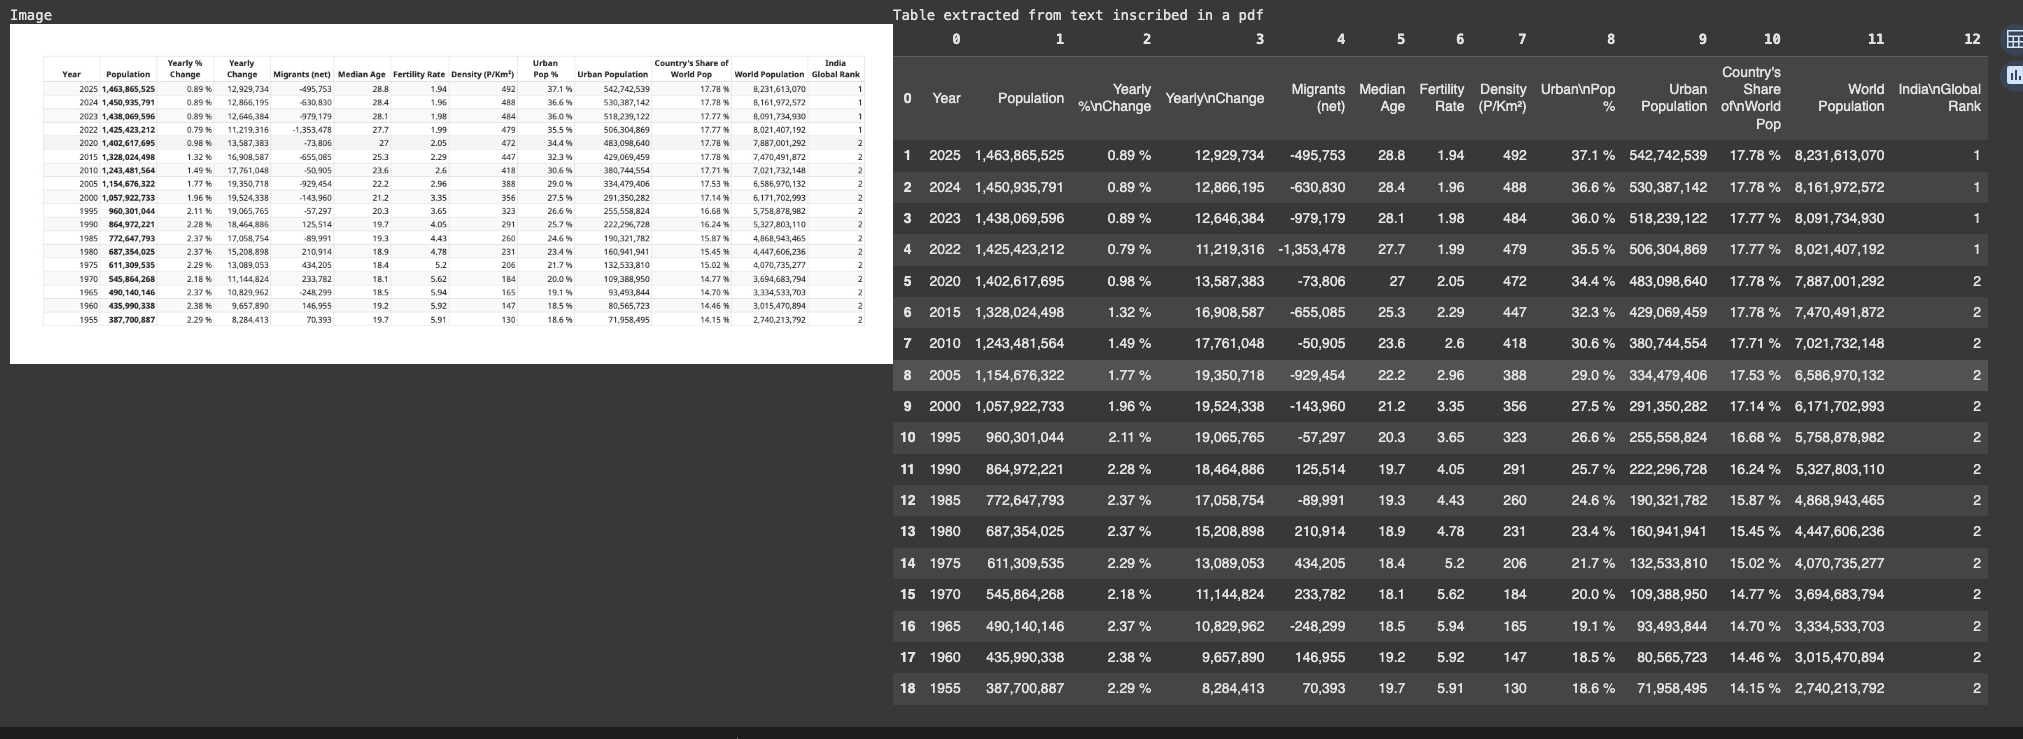 Image
Year Population Yearly % Change Yearly Change Migrants (net) Median Age Fertility Rate Density (P/Km²) Urban Pop % Urban Population Country's Share of World Pop World Population India Global Rank
2025 1,463,865,525 0.89 % 12,929,734 -495,753 28.8 1.94 492 37.1 % 542,742,539 17.78 % 8,231,613,070 1
2024 1,450,935,791 0.89 % 12,866,195 -630,830 28.4 1.96 488 36.6 % 530,387,142 17.78 % 8,161,972,572 1
2023 1,438,069,596 0.89 % 12,646,384 -979,179 28.1 1.98 484 36.0 % 518,239,122 17.77 % 8,091,734,930 1
2022 1,425,423,212 0.79 % 11,219,316 -1,353,478 27.7 1.99 479 35.5 % 506,304,869 17.77 % 8,021,407,192 1
2020 1,402,617,695 0.98 % 13,587,383 -73,806 27 2.05 472 34.4 % 483,098,640 17.78 % 7,887,001,292 2
2015 1,328,024,498 1.32 % 16,908,587 -655,085 25.3 2.29 447 32.3 % 429,069,459 17.78 % 7,470,491,872 2
2010 1,243,481,564 1.49 % 17,761,048 -50,905 23.6 2.6 418 30.6 % 380,744,554 17.71 % 7,021,732,148 2
2005 1,154,676,322 1.77 % 19,350,718 -929,454 22.2 2.96 388 29.0 % 334,479,406 17.53 % 6,586,970,132 2
2000 1,057,922,733 1.96 % 19,524,338 -143,960 21.2 3.35 356 27.5 % 291,350,282 17.14 % 6,171,702,993 2
1995 960,301,044 2.11 % 19,065,765 -57,297 20.3 3.65 323 26.6 % 255,558,824 16.68 % 5,758,878,982 2
1990 864,972,221 2.28 % 18,464,886 125,514 19.7 4.05 291 25.7 % 222,296,728 16.24 % 5,327,803,110 2
1985 772,647,793 2.37 % 17,058,754 -89,991 19.3 4.43 260 24.6 % 190,321,782 15.87 % 4,868,943,465 2
1980 687,354,025 2.37 % 15,208,898 210,914 18.9 4.78 231 23.4 % 160,941,941 15.45 % 4,447,606,236 2
1975 611,309,535 2.29 % 13,089,053 434,205 18.4 5.2 206 21.7 % 132,533,810 15.02 % 4,070,735,277 2
1970 545,864,268 2.18 % 11,144,824 233,782 18.1 5.62 184 20.0 % 109,388,950 14.77 % 3,694,683,794 2
1965 490,140,146 2.37 % 10,829,962 -248,299 18.5 5.94 165 19.1 % 93,493,844 14.70 % 3,334,533,703 2
1960 435,990,338 2.38 % 9,657,890 146,955 19.2 5.92 147 18.5 % 80,565,723 14.46 % 3,015,470,894 2
1955 387,700,887 2.29 % 8,284,413 70,393 19.7 5.91 130 18.6 % 71,958,495 14.15 % 2,740,213,792 2
Table extracted from text inscribed in a pdf
0 1 2 3 4 5 6 7 8 9 10 11 12
0 Year Population Yearly %\nChange Yearly\nChange Migrants (net) Median Age Fertility Rate Density (P/Km²) Urban\nPop % Urban Population Country's Share of\nWorld Pop World Population India\nGlobal Rank
1 2025 1,463,865,525 0.89 % 12,929,734 -495,753 28.8 1.94 492 37.1 % 542,742,539 17.78 % 8,231,613,070 1
2 2024 1,450,935,791 0.89 % 12,866,195 -630,830 28.4 1.96 488 36.6 % 530,387,142 17.78 % 8,161,972,572 1
3 2023 1,438,069,596 0.89 % 12,646,384 -979,179 28.1 1.98 484 36.0 % 518,239,122 17.77 % 8,091,734,930 1
4 2022 1,425,423,212 0.79 % 11,219,316 -1,353,478 27.7 1.99 479 35.5 % 506,304,869 17.77 % 8,021,407,192 1
5 2020 1,402,617,695 0.98 % 13,587,383 -73,806 27 2.05 472 34.4 % 483,098,640 17.78 % 7,887,001,292 2
6 2015 1,328,024,498 1.32 % 16,908,587 -655,085 25.3 2.29 447 32.3 % 429,069,459 17.78 % 7,470,491,872 2
7 2010 1,243,481,564 1.49 % 17,761,048 -50,905 23.6 2.6 418 30.6 % 380,744,554 17.71 % 7,021,732,148 2
8 2005 1,154,676,322 1.77 % 19,350,718 -929,454 22.2 2.96 388 29.0 % 334,479,406 17.53 % 6,586,970,132 2
9 2000 1,057,922,733 1.96 % 19,524,338 -143,960 21.2 3.35 356 27.5 % 291,350,282 17.14 % 6,171,702,993 2
10 1995 960,301,044 2.11 % 19,065,765 -57,297 20.3 3.65 323 26.6 % 255,558,824 16.68 % 5,758,878,982 2
11 1990 864,972,221 2.28 % 18,464,886 125,514 19.7 4.05 291 25.7 % 222,296,728 16.24 % 5,327,803,110 2
12 1985 772,647,793 2.37 % 17,058,754 -89,991 19.3 4.43 260 24.6 % 190,321,782 15.87 % 4,868,943,465 2
13 1980 687,354,025 2.37 % 15,208,898 210,914 18.9 4.78 231 23.4 % 160,941,941 15.45 % 4,447,606,236 2
14 1975 611,309,535 2.29 % 13,089,053 434,205 18.4 5.2 206 21.7 % 132,533,810 15.02 % 4,070,735,277 2
15 1970 545,864,268 2.18 % 11,144,824 233,782 18.1 5.62 184 20.0 % 109,388,950 14.77 % 3,694,683,794 2
16 1965 490,140,146 2.37 % 10,829,962 -248,299 18.5 5.94 165 19.1 % 93,493,844 14.70 % 3,334,533,703 2
17 1960 435,990,338 2.38 % 9,657,890 146,955 19.2 5.92 147 18.5 % 80,565,723 14.46 % 3,015,470,894 2
18 1955 387,700,887 2.29 % 8,284,413 70,393 19.7 5.91 130 18.6 % 71,958,495 14.15 % 2,740,213,792 2